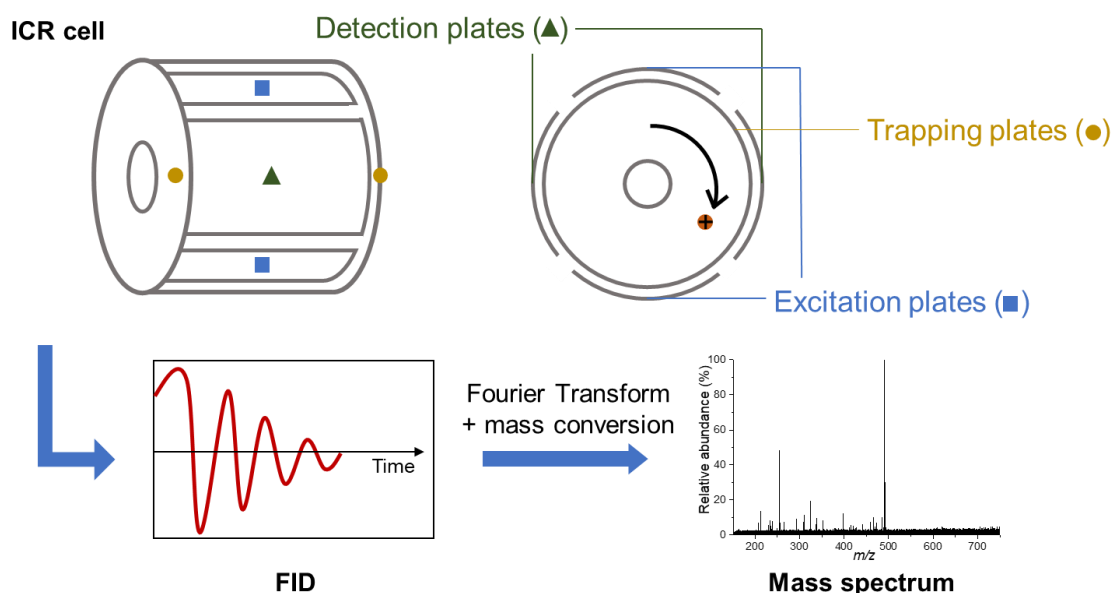 ICR cell
Detection plates (▲)
Trapping plates (●)
Excitation plates (■)
Time
FID
Fourier Transform
+ mass conversion
Relative abundance (%)
100
80
60
40
20
0
200 300 400 500 600 700
m/z
Mass spectrum